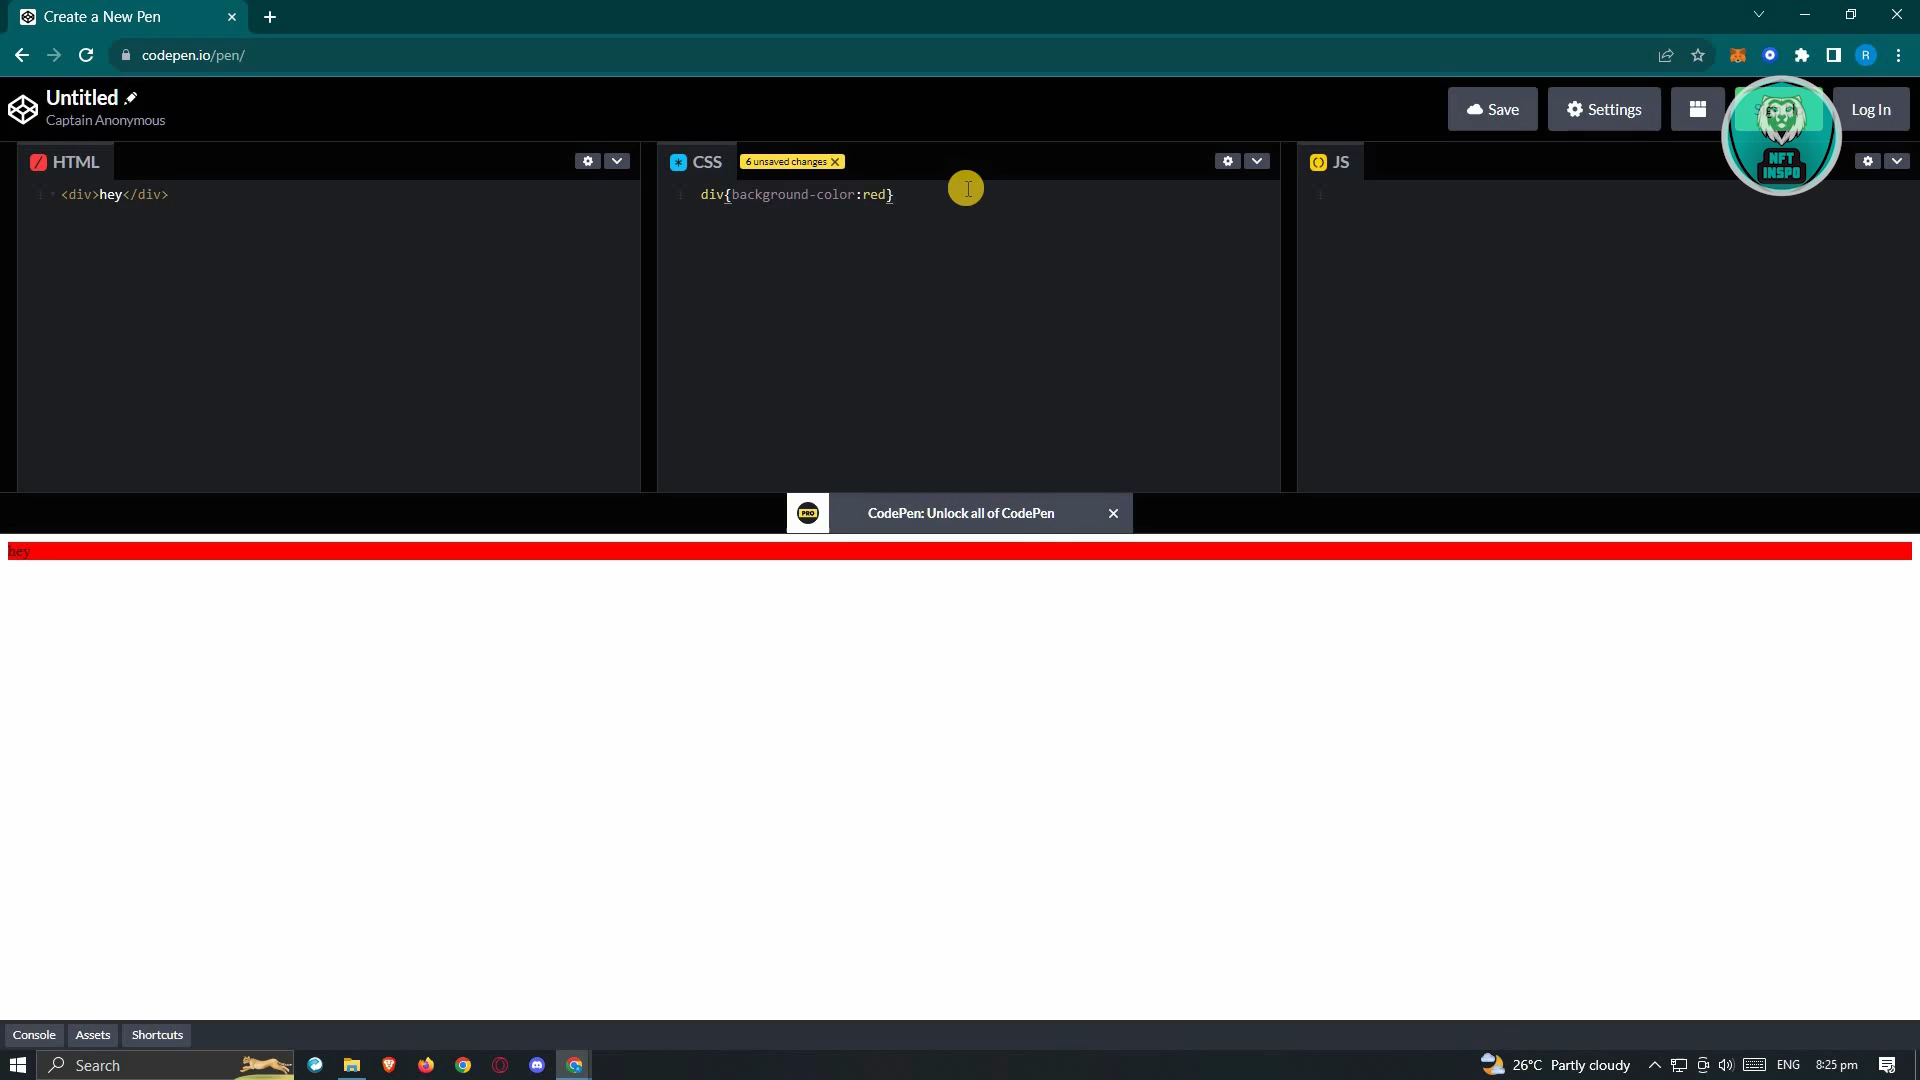 Create a New Pen
codepen.io/pen/
R
Untitled
Captain Anonymous
Save
Settings
Log In
NFT
INSPO
HTML
CSS
6 unsaved changes
JS
<div>hey</div>
div{background-color:red}
PRO
CodePen: Unlock all of CodePen
hey
Console
Assets
Shortcuts
Search
26°C Partly cloudy
ENG
8:25 pm